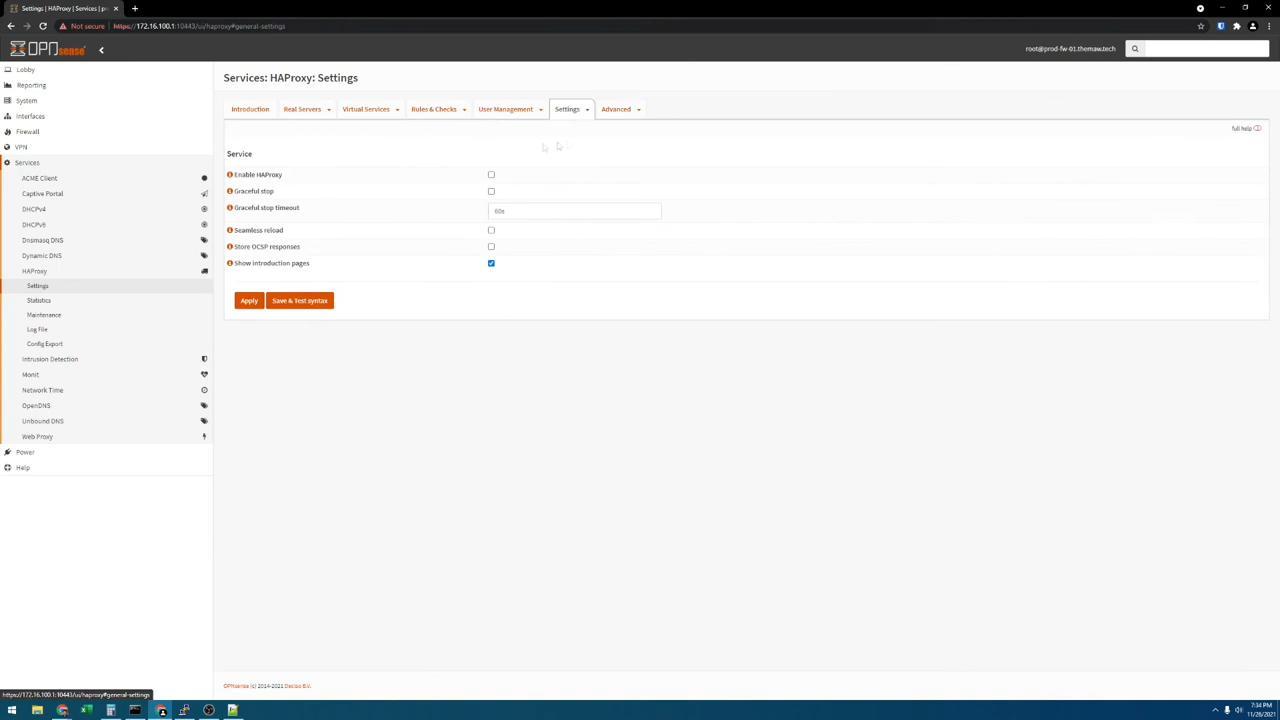 Settings | HAProxy | Services | p
Not secure
https://172.16.100.1:10443/ui/haproxy#general-settings
OPNsense
root@prod-fw-01.themaw.tech
Lobby
Reporting
System
Interfaces
Firewall
VPN
Services
ACME Client
Captive Portal
DHCPv4
DHCPv6
Dnsmasq DNS
Dynamic DNS
HAProxy
Settings
Statistics
Maintenance
Log File
Config Export
Intrusion Detection
Monit
Network Time
OpenDNS
Unbound DNS
Web Proxy
Power
Help
Services: HAProxy: Settings
Introduction Real Servers Virtual Services Rules & Checks User Management Settings Advanced
full help
Service
Enable HAProxy
Graceful stop
Graceful stop timeout
60s
Seamless reload
Store OCSP responses
Show introduction pages
Apply Save & Test syntax
OPNsense (c) 2014-2021 Deciso B.V.
https://172.16.100.1:10443/ui/haproxy#general-settings
7:34 PM
11/26/2021